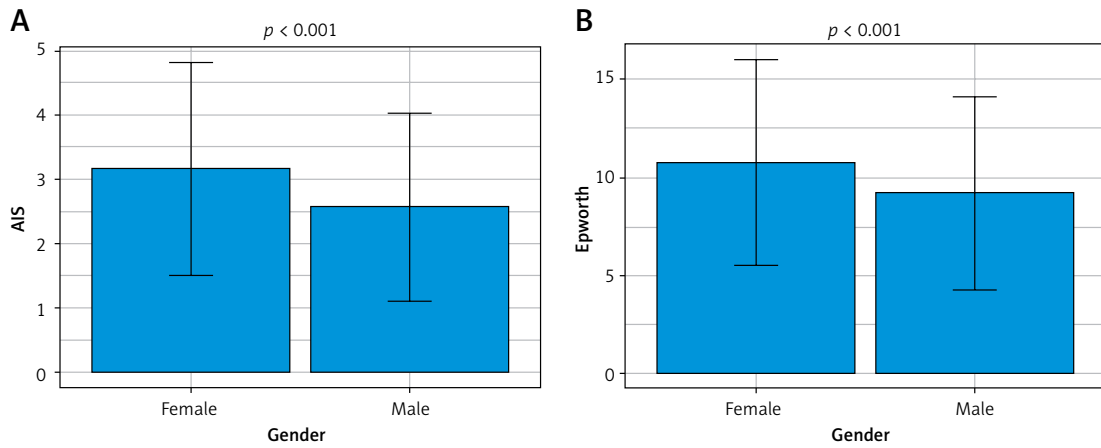 A
p < 0.001
5
4
3
2
1
0
AIS
Female
Male
Gender
B
p < 0.001
15
10
5
0
Epworth
Female
Male
Gender